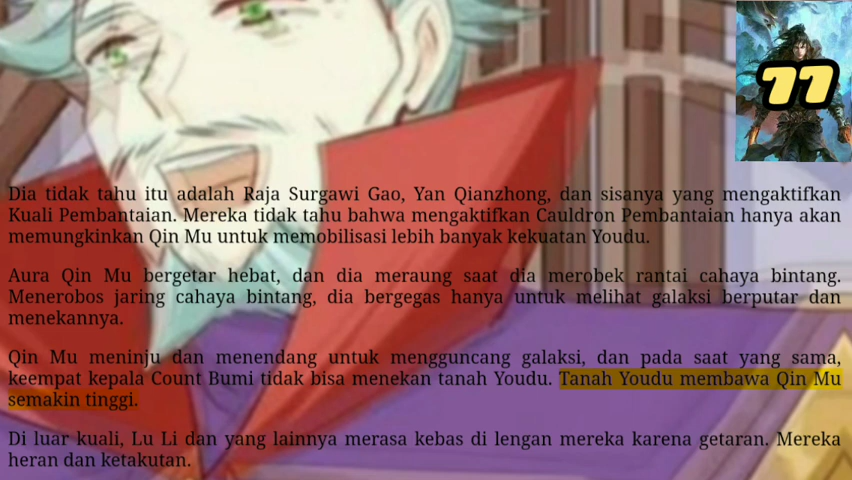 77
Dia tidak tahu itu adalah Raja Surgawi Gao, Yan Qianzhong, dan sisanya yang mengaktifkan
Kuali Pembantaian. Mereka tidak tahu bahwa mengaktifkan Cauldron Pembantaian hanya akan
memungkinkan Qin Mu untuk memobilisasi lebih banyak kekuatan Youdu.
Aura Qin Mu bergetar hebat, dan dia meraung saat dia merobek rantai cahaya bintang.
Menerobos jaring cahaya bintang, dia bergegas hanya untuk melihat galaksi berputar dan
menekannya.
Qin Mu meninju dan menendang untuk mengguncang galaksi, dan pada saat yang sama,
keempat kepala Count Bumi tidak bisa menekan tanah Youdu. Tanah Youdu membawa Qin Mu
semakin tinggi.
Di luar kuali, Lu Li dan yang lainnya merasa kebas di lengan mereka karena getaran. Mereka
heran dan ketakutan.